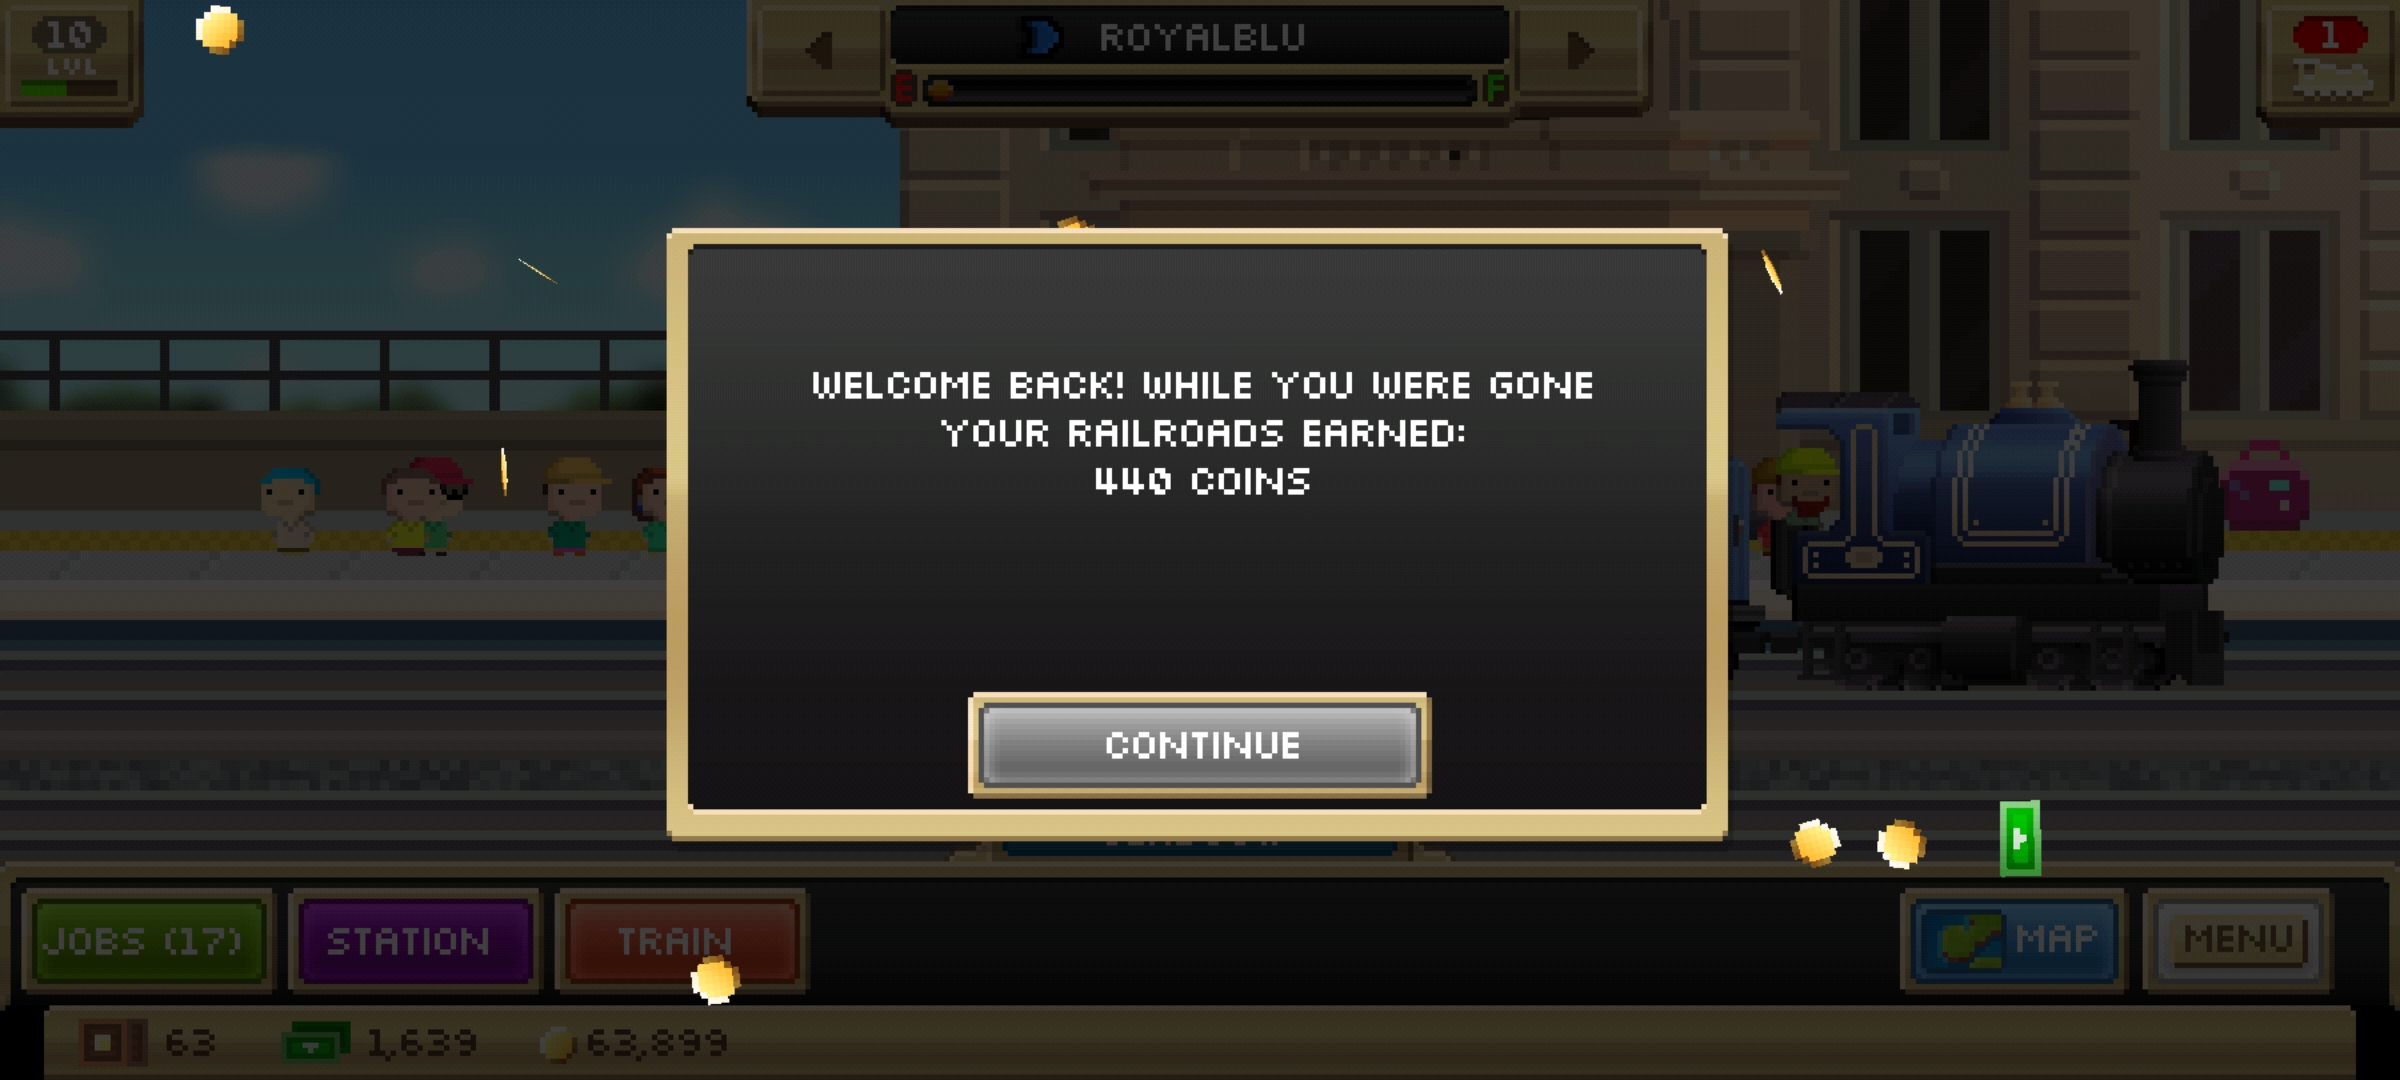 10
LVL
ROYALBLU
E F
1
WELCOME BACK! WHILE YOU WERE GONE
YOUR RAILROADS EARNED:
440 COINS
CONTINUE
JOBS (17) STATION TRAIN MAP MENU
63 1,639 63,899